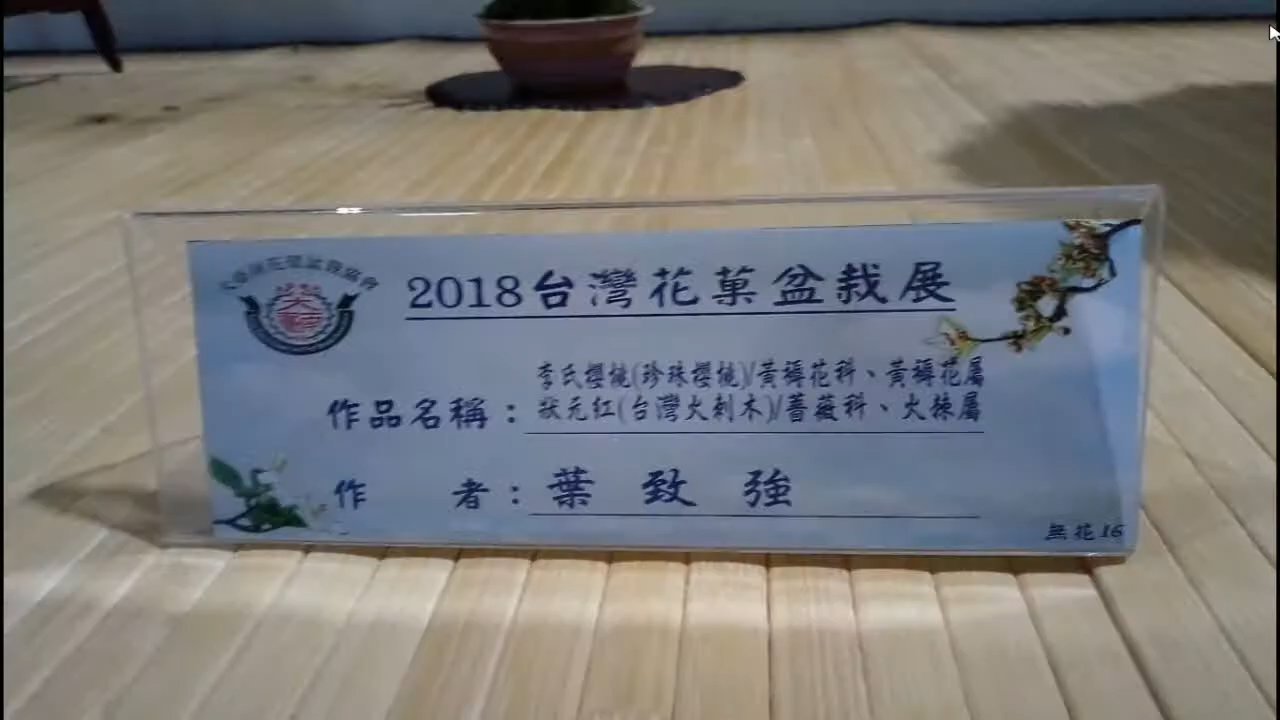 2018台灣花菓盆栽展
李氏櫻桃(珍珠櫻桃)/黃褥花科、黃褥花屬
作品名稱：狀元紅(台灣火刺木)/薔薇科、火棘屬
作 者：葉 致 強
無花16